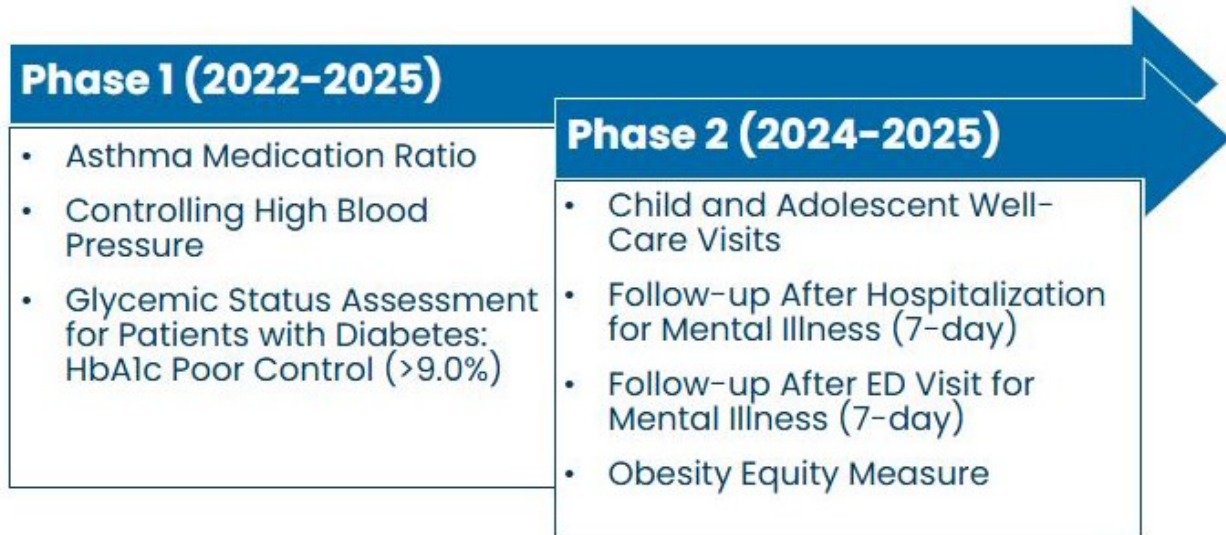 Phase 1 (2022-2025)
• Asthma Medication Ratio
• Controlling High Blood
Pressure
• Glycemic Status Assessment
for Patients with Diabetes:
HbA1c Poor Control (>9.0%)
Phase 2 (2024-2025)
• Child and Adolescent Well-
Care Visits
• Follow-up After Hospitalization
for Mental Illness (7-day)
• Follow-up After ED Visit for
Mental Illness (7-day)
• Obesity Equity Measure